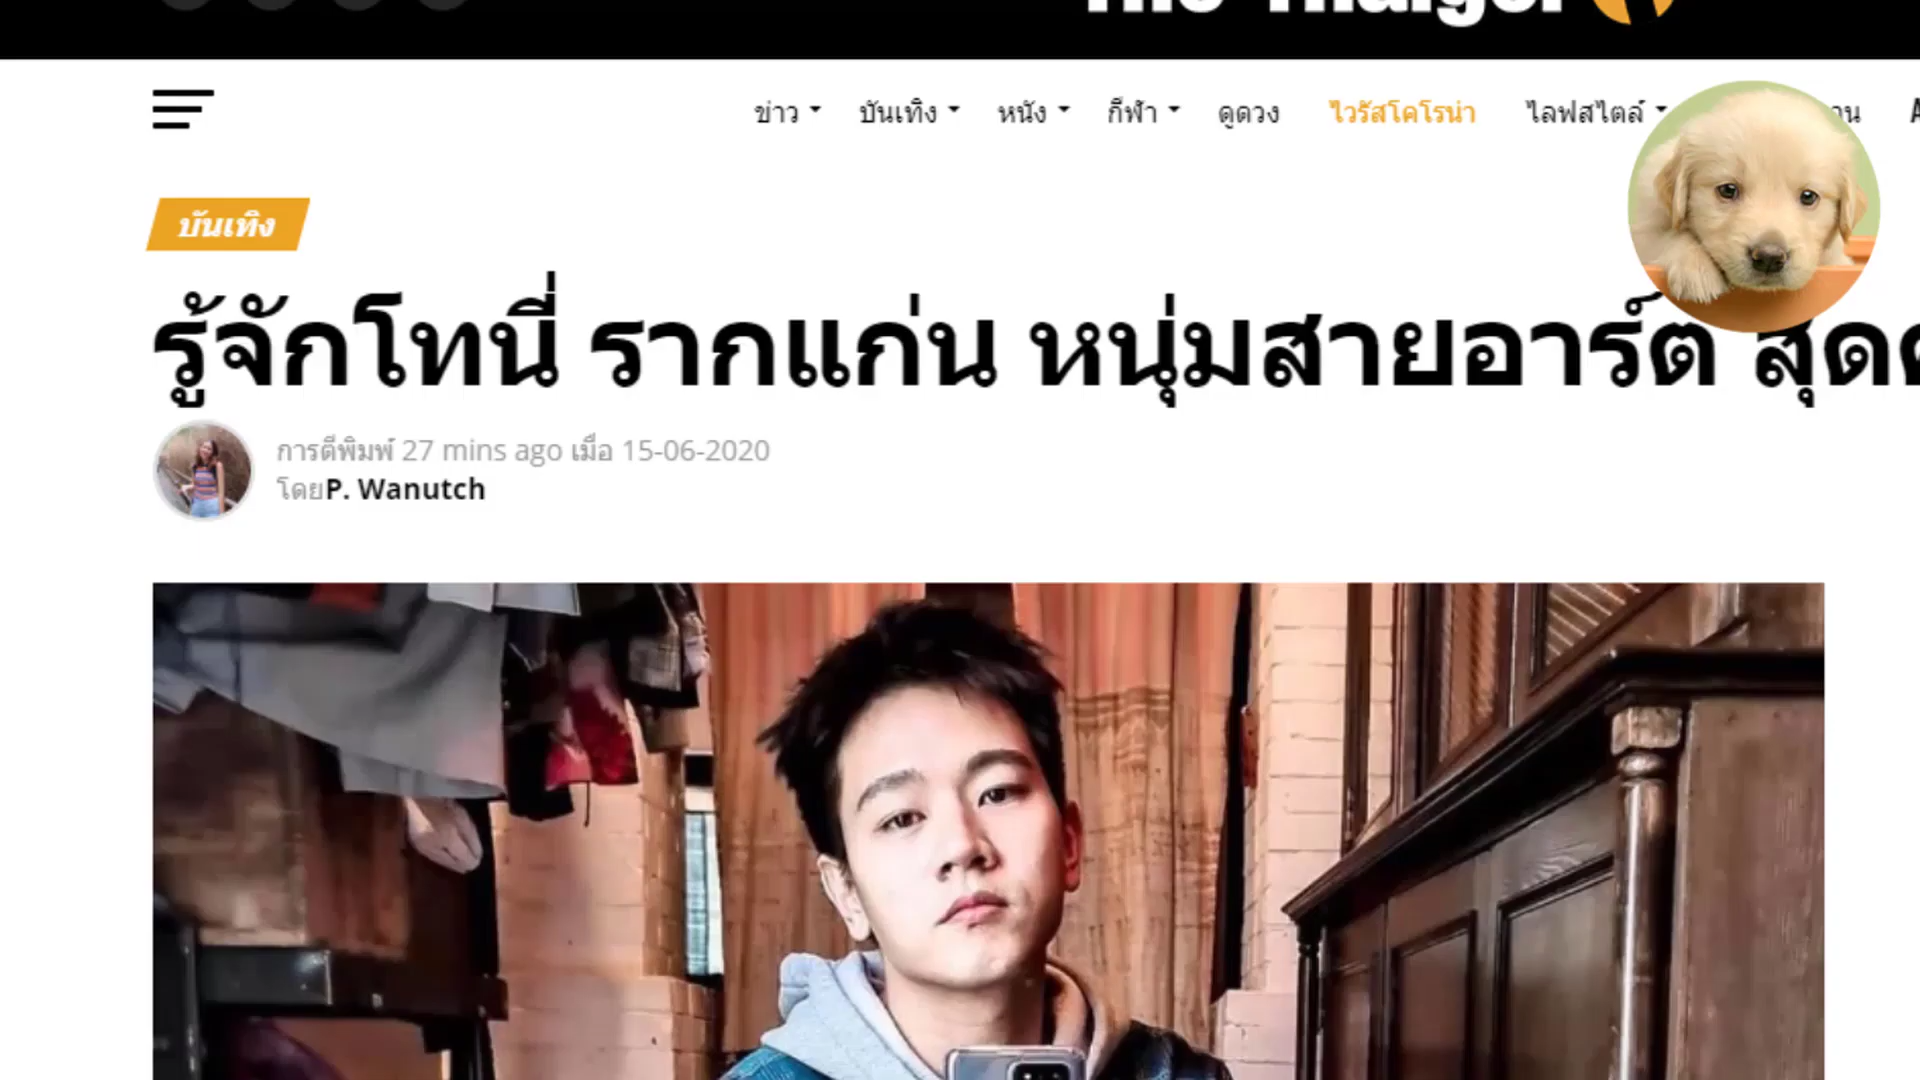 The Thaiger
ข่าว บันเทิง หนัง กีฬา ดูดวง ไวรัสโคโรน่า ไลฟสไตล์
บันเทิง
รู้จักโทนี่ รากแก่น หนุ่มสายอาร์ต สุด
การตีพิมพ์ 27 mins ago เมื่อ 15-06-2020
โดยP. Wanutch